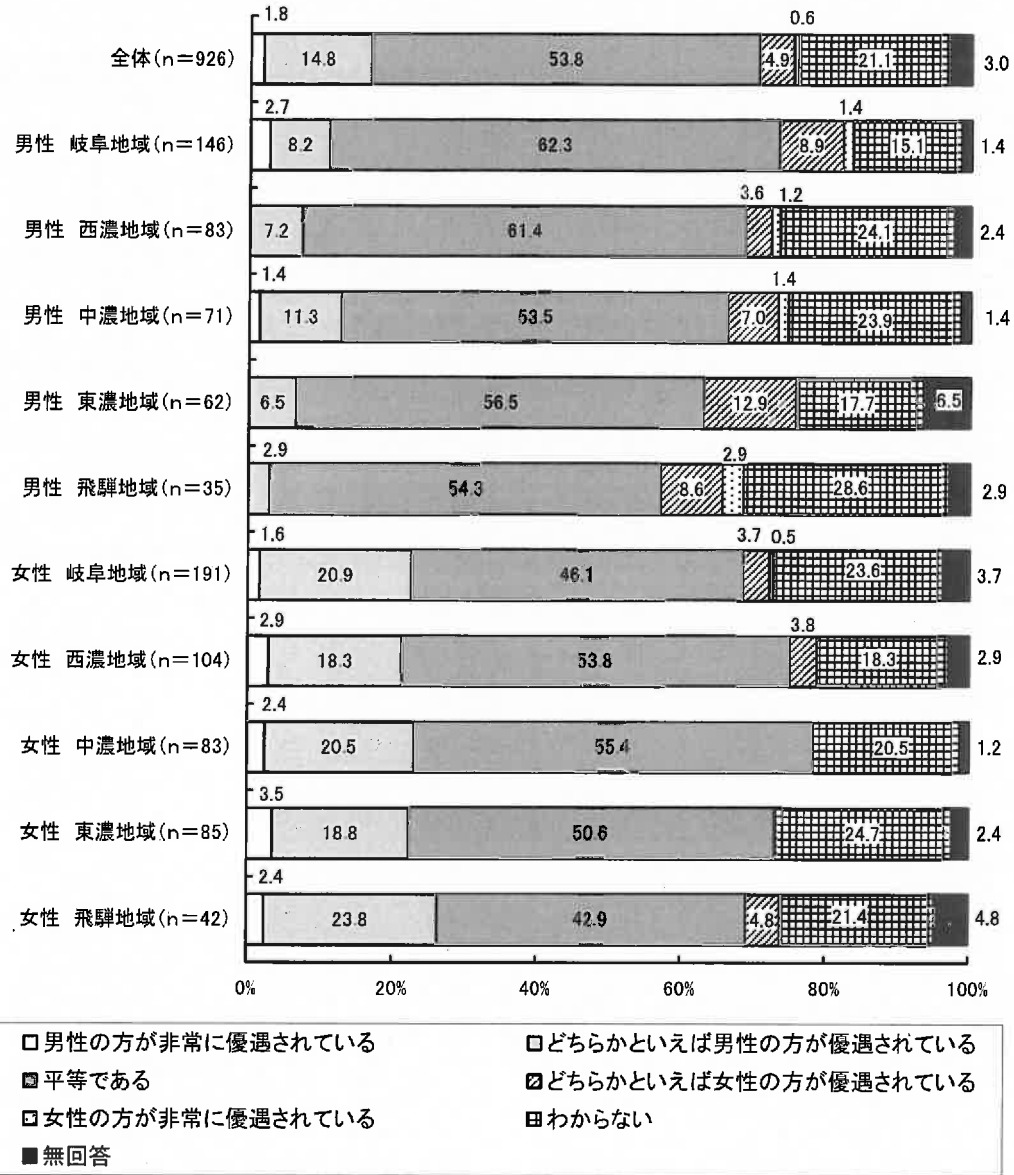 1.8 0.6
全体(n=926) 14.8 53.8 4.9 21.1 3.0
2.7 1.4
男性 岐阜地域(n=146) 8.2 62.3 8.9 15.1 1.4
3.6 1.2
男性 西濃地域(n=83) 7.2 61.4 24.1 2.4
1.4 1.4
男性 中濃地域(n=71) 11.3 53.5 7.0 23.9 1.4
男性 東濃地域(n=62) 6.5 56.5 12.9 17.7 6.5
2.9 2.9
男性 飛騨地域(n=35) 54.3 8.6 28.6 2.9
1.6 3.7 0.5
女性 岐阜地域(n=191) 20.9 46.1 23.6 3.7
2.9 3.8
女性 西濃地域(n=104) 18.3 53.8 18.3 2.9
2.4
女性 中濃地域(n=83) 20.5 55.4 20.5 1.2
3.5
女性 東濃地域(n=85) 18.8 50.6 24.7 2.4
2.4
女性 飛騨地域(n=42) 23.8 42.9 4.8 21.4 4.8
0% 20% 40% 60% 80% 100%
男性の方が非常に優遇されている どちらかといえば男性の方が優遇されている
平等である どちらかといえば女性の方が優遇されている
女性の方が非常に優遇されている わからない
無回答